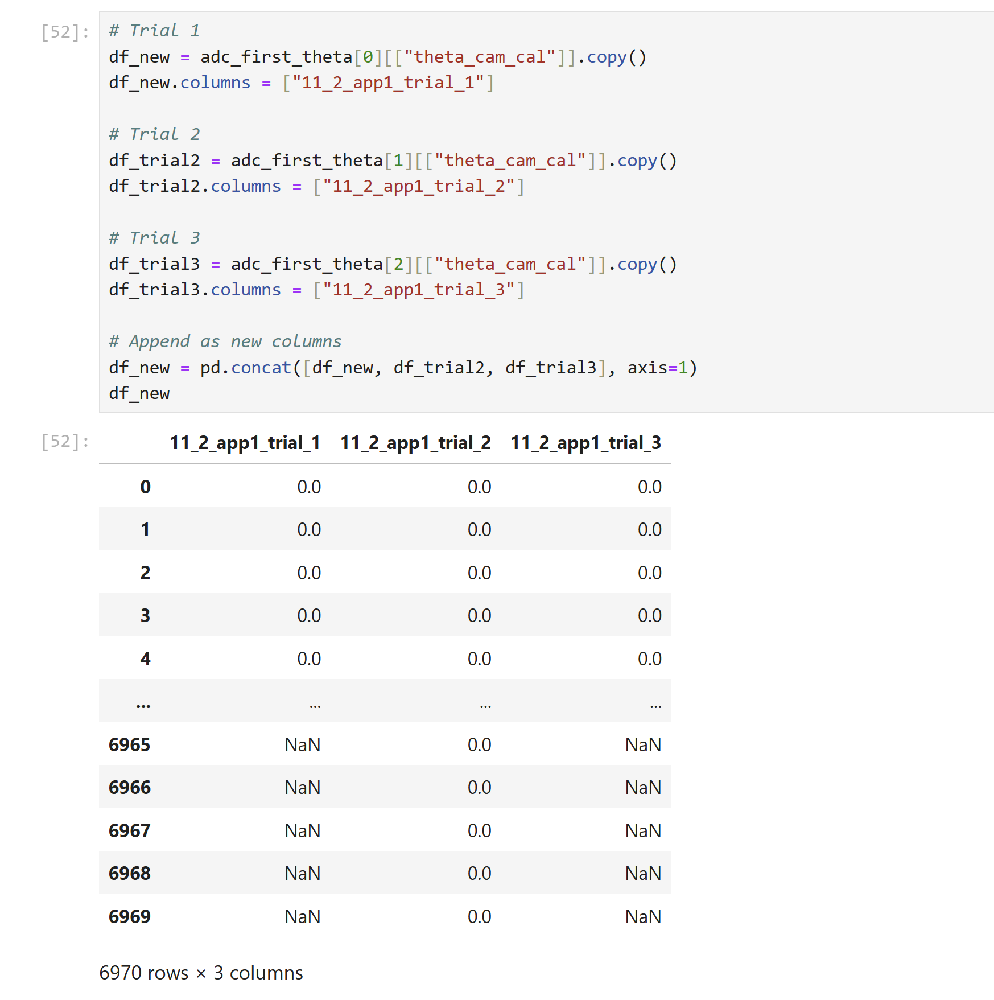 [52]: # Trial 1
df_new = adc_first_theta[0][["theta_cam_cal"]].copy()
df_new.columns = ["11_2_app1_trial_1"]
# Trial 2
df_trial2 = adc_first_theta[1][["theta_cam_cal"]].copy()
df_trial2.columns = ["11_2_app1_trial_2"]
# Trial 3
df_trial3 = adc_first_theta[2][["theta_cam_cal"]].copy()
df_trial3.columns = ["11_2_app1_trial_3"]
# Append as new columns
df_new = pd.concat([df_new, df_trial2, df_trial3], axis=1)
df_new
[52]: 11_2_app1_trial_1 11_2_app1_trial_2 11_2_app1_trial_3
0 0.0 0.0 0.0
1 0.0 0.0 0.0
2 0.0 0.0 0.0
3 0.0 0.0 0.0
4 0.0 0.0 0.0
... ... ... ...
6965 NaN 0.0 NaN
6966 NaN 0.0 NaN
6967 NaN 0.0 NaN
6968 NaN 0.0 NaN
6969 NaN 0.0 NaN
6970 rows × 3 columns